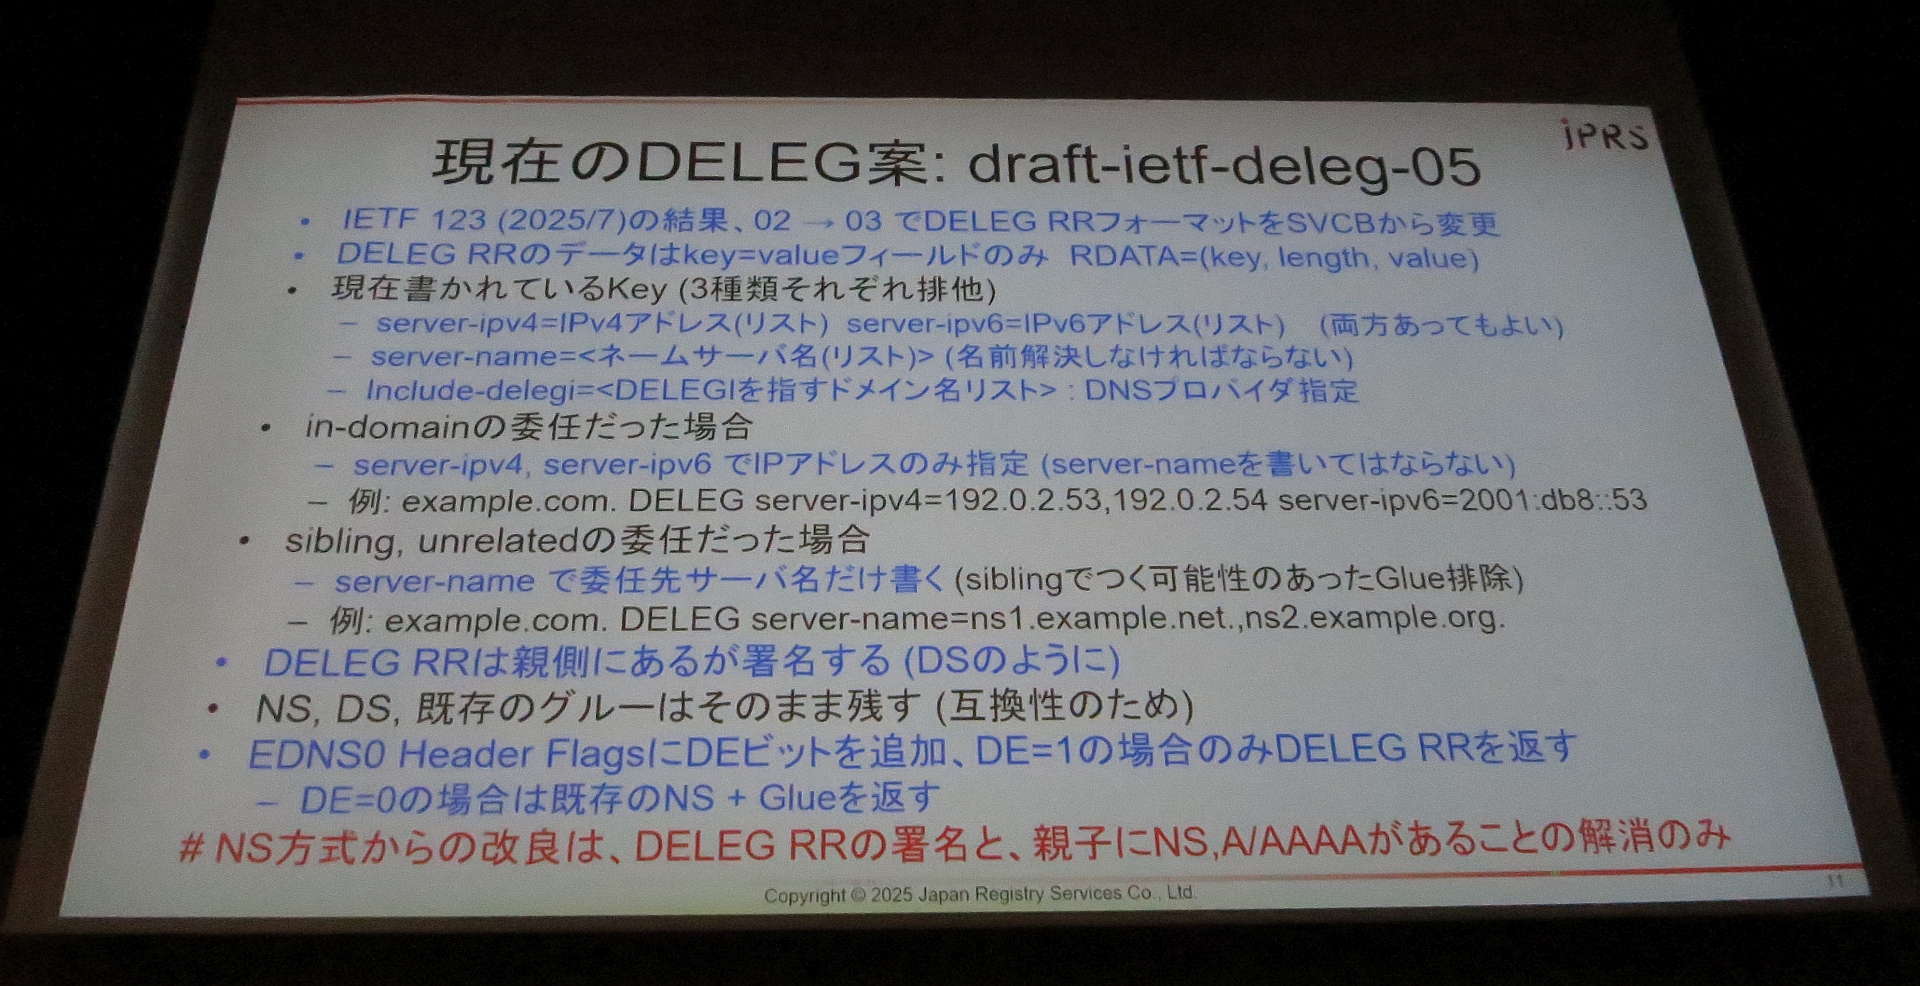 jPRS
現在のDELEG案: draft-ietf-deleg-05
• IETF 123 (2025/7)の結果、02 → 03 でDELEG RRフォーマットをSVCBから変更
• DELEG RRのデータはkey=valueフィールドのみ RDATA=(key, length, value)
• 現在書かれているKey (3種類それぞれ排他)
– server-ipv4=IPv4アドレス(リスト) server-ipv6=IPv6アドレス(リスト) (両方あってもよい)
– server-name=<ネームサーバ名(リスト)> (名前解決しなければならない)
– Include-delegi=<DELEGIを指すドメイン名リスト> : DNSプロバイダ指定
• in-domainの委任だった場合
– server-ipv4, server-ipv6 でIPアドレスのみ指定 (server-nameを書いてはならない)
– 例: example.com. DELEG server-ipv4=192.0.2.53,192.0.2.54 server-ipv6=2001:db8::53
• sibling, unrelatedの委任だった場合
– server-name で委任先サーバ名だけ書く (siblingでつく可能性のあったGlue排除)
– 例: example.com. DELEG server-name=ns1.example.net.,ns2.example.org.
• DELEG RRは親側にあるが署名する (DSのように)
• NS, DS, 既存のグルーはそのまま残す (互換性のため)
• EDNS0 Header FlagsにDEビットを追加、DE=1の場合のみDELEG RRを返す
– DE=0の場合は既存のNS + Glueを返す
# NS方式からの改良は、DELEG RRの署名と、親子にNS,A/AAAAがあることの解消のみ
Copyright © 2025 Japan Registry Services Co., Ltd.
11